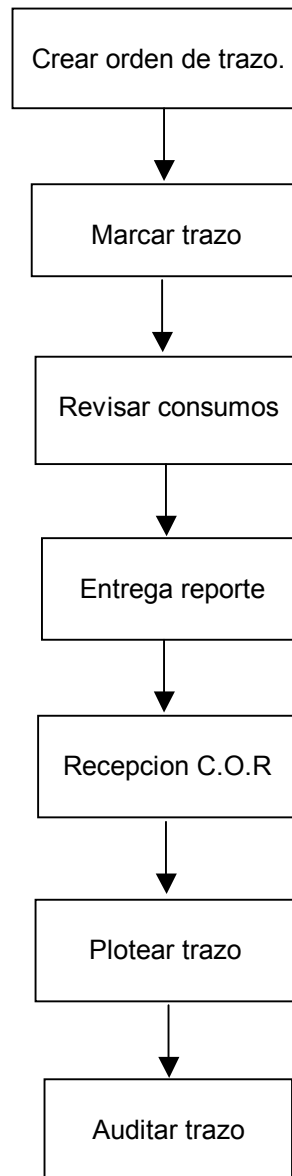 Crear orden de trazo.
Marcar trazo
Revisar consumos
Entrega reporte
Recepcion C.O.R
Plotear trazo
Auditar trazo